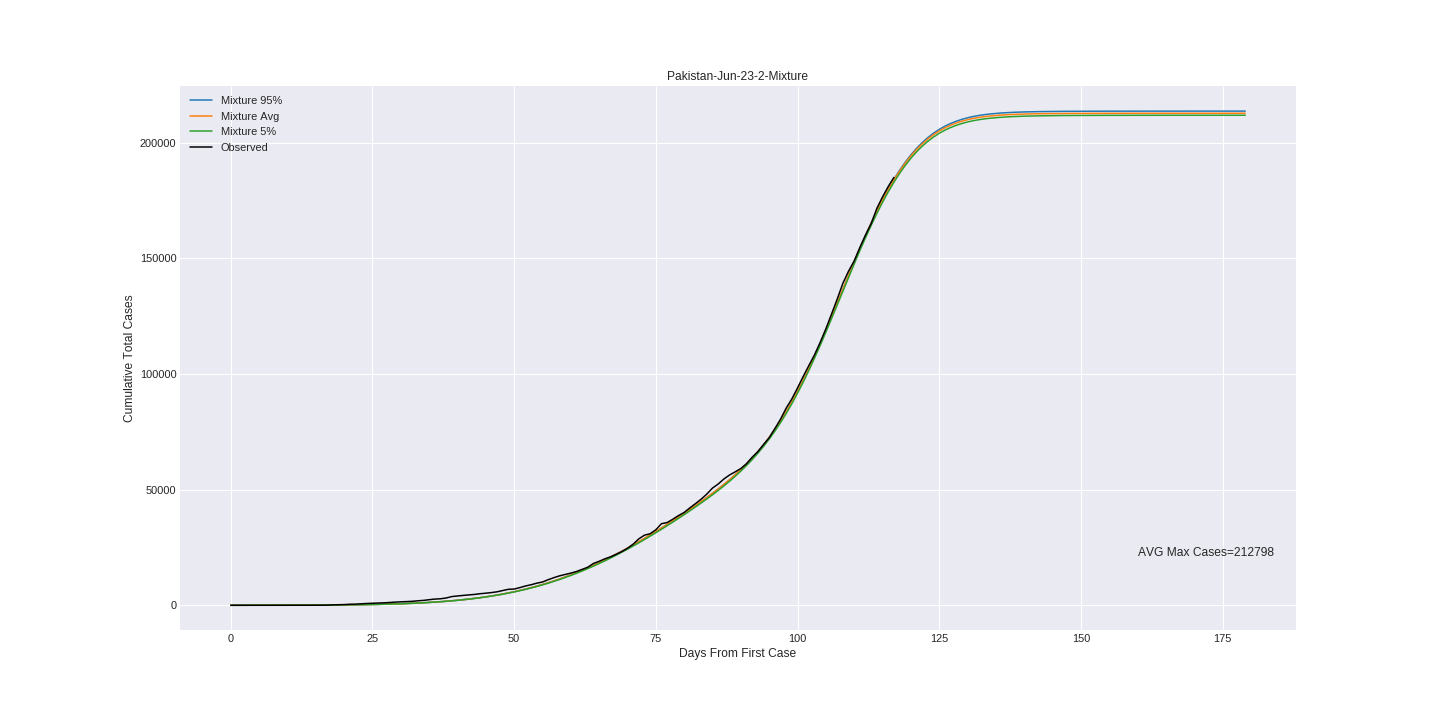 Pakistan-Jun-23-2-Mixture
Mixture 95%
Mixture Avg
Mixture 5%
Observed
200000
150000
100000
50000
0
Cumulative Total Cases
AVG Max Cases=212798
0 25 50 75 100 125 150 175
Days From First Case